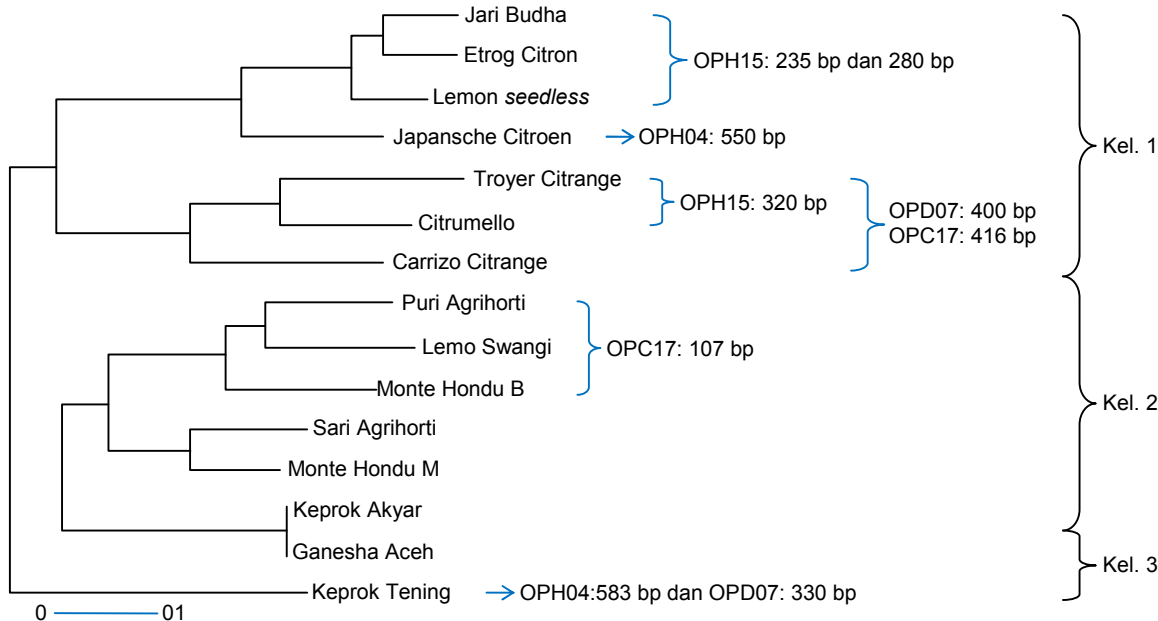 Jari Budha
Etrog Citron
OPH15: 235 bp dan 280 bp
Lemon seedless
Japansche Citroen
OPH04: 550 bp
Kel. 1
Troyer Citrange
OPH15: 320 bp
OPD07: 400 bp
OPC17: 416 bp
Citrumello
Carrizo Citrange
Puri Agrihorti
Lemo Swangi
OPC17: 107 bp
Monte Hondu B
Kel. 2
Sari Agrihorti
Monte Hondu M
Keprok Akyar
Ganesha Aceh
Kel. 3
Keprok Tening
OPH04:583 bp dan OPD07: 330 bp
0 01